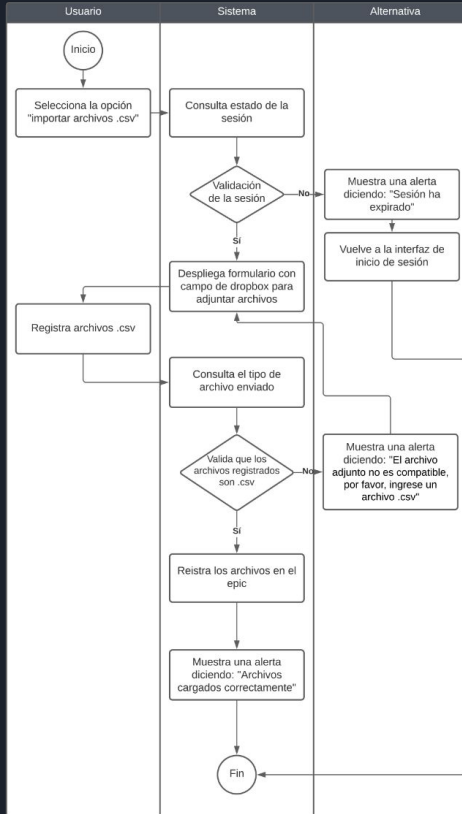 Usuario
Sistema
Alternativa
Inicio
Selecciona la opción
"importar archivos .csv"
Consulta estado de la
sesión
Validación
de la sesión
No
Muestra una alerta
diciendo: "Sesión ha
expirado"
Vuelve a la interfaz de
inicio de sesión
Sí
Despliega formulario con
campo de dropbox para
adjuntar archivos
Registra archivos .csv
Consulta el tipo de
archivo enviado
Valida que los
archivos registrados
son .csv
No
Muestra una alerta
diciendo: "El archivo
adjunto no es compatible,
por favor, ingrese un
archivo .csv"
Sí
Reistra los archivos en el
epic
Muestra una alerta
diciendo: "Archivos
cargados correctamente"
Fin